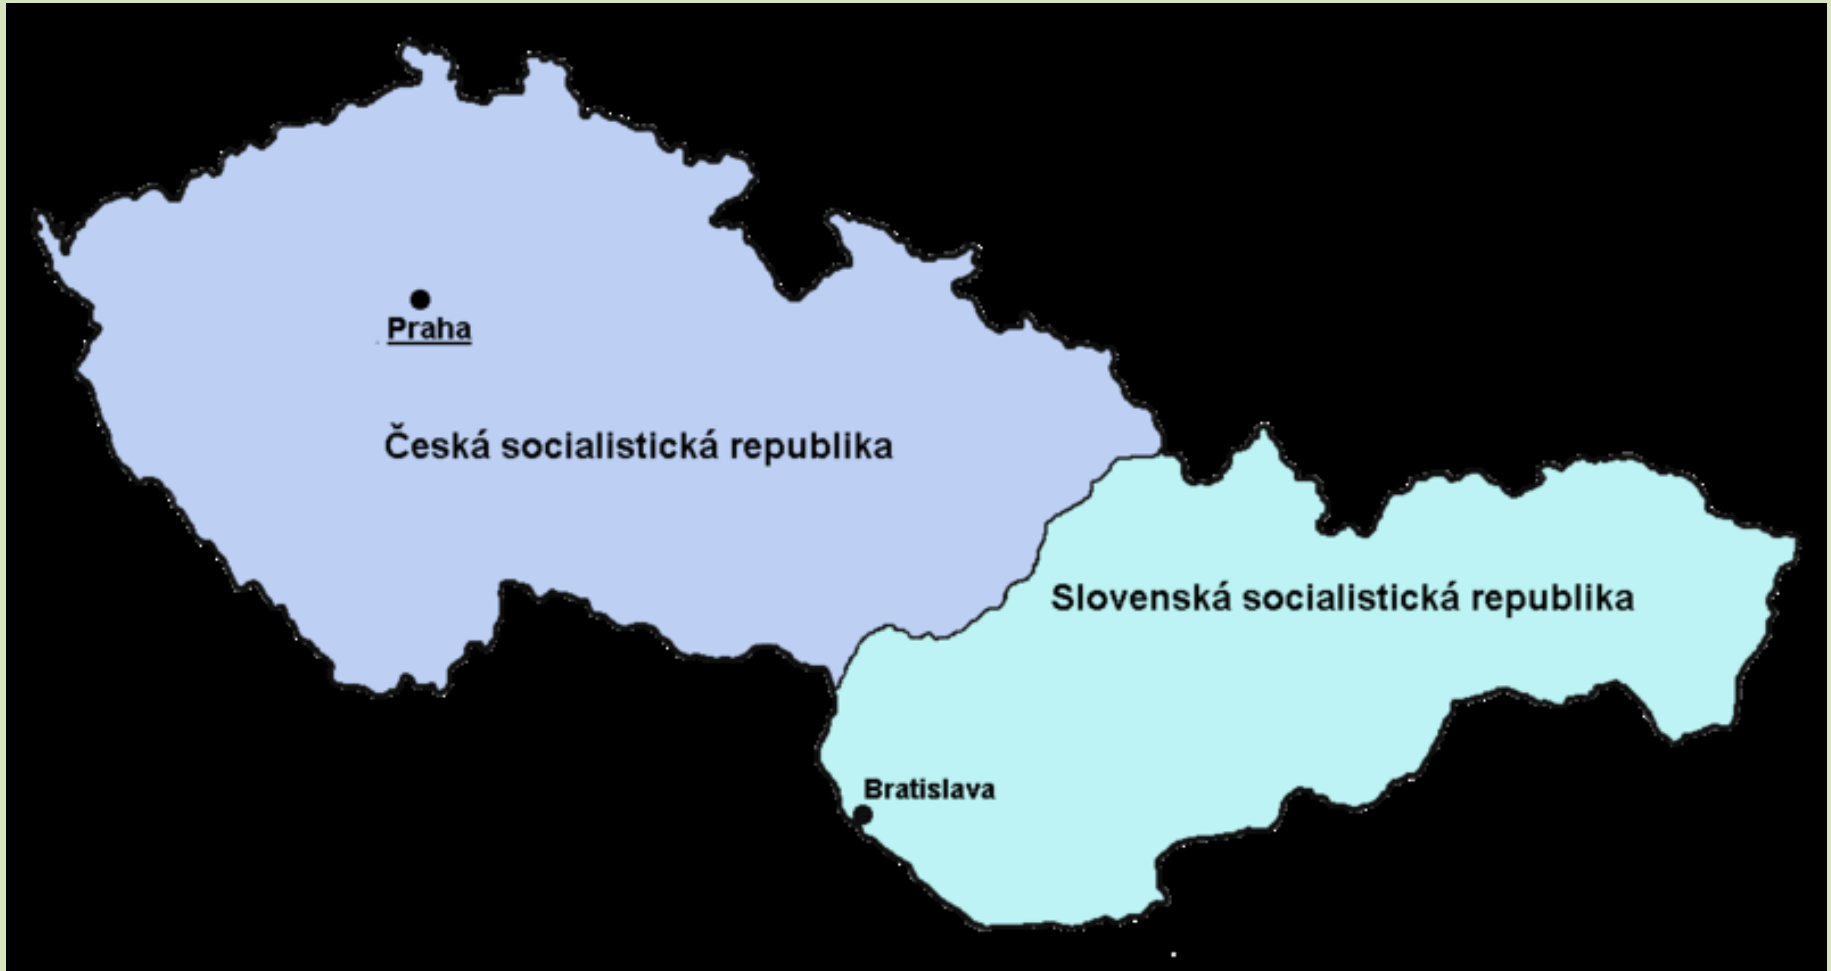 Praha
Česká socialistická republika
Slovenská socialistická republika
Bratislava